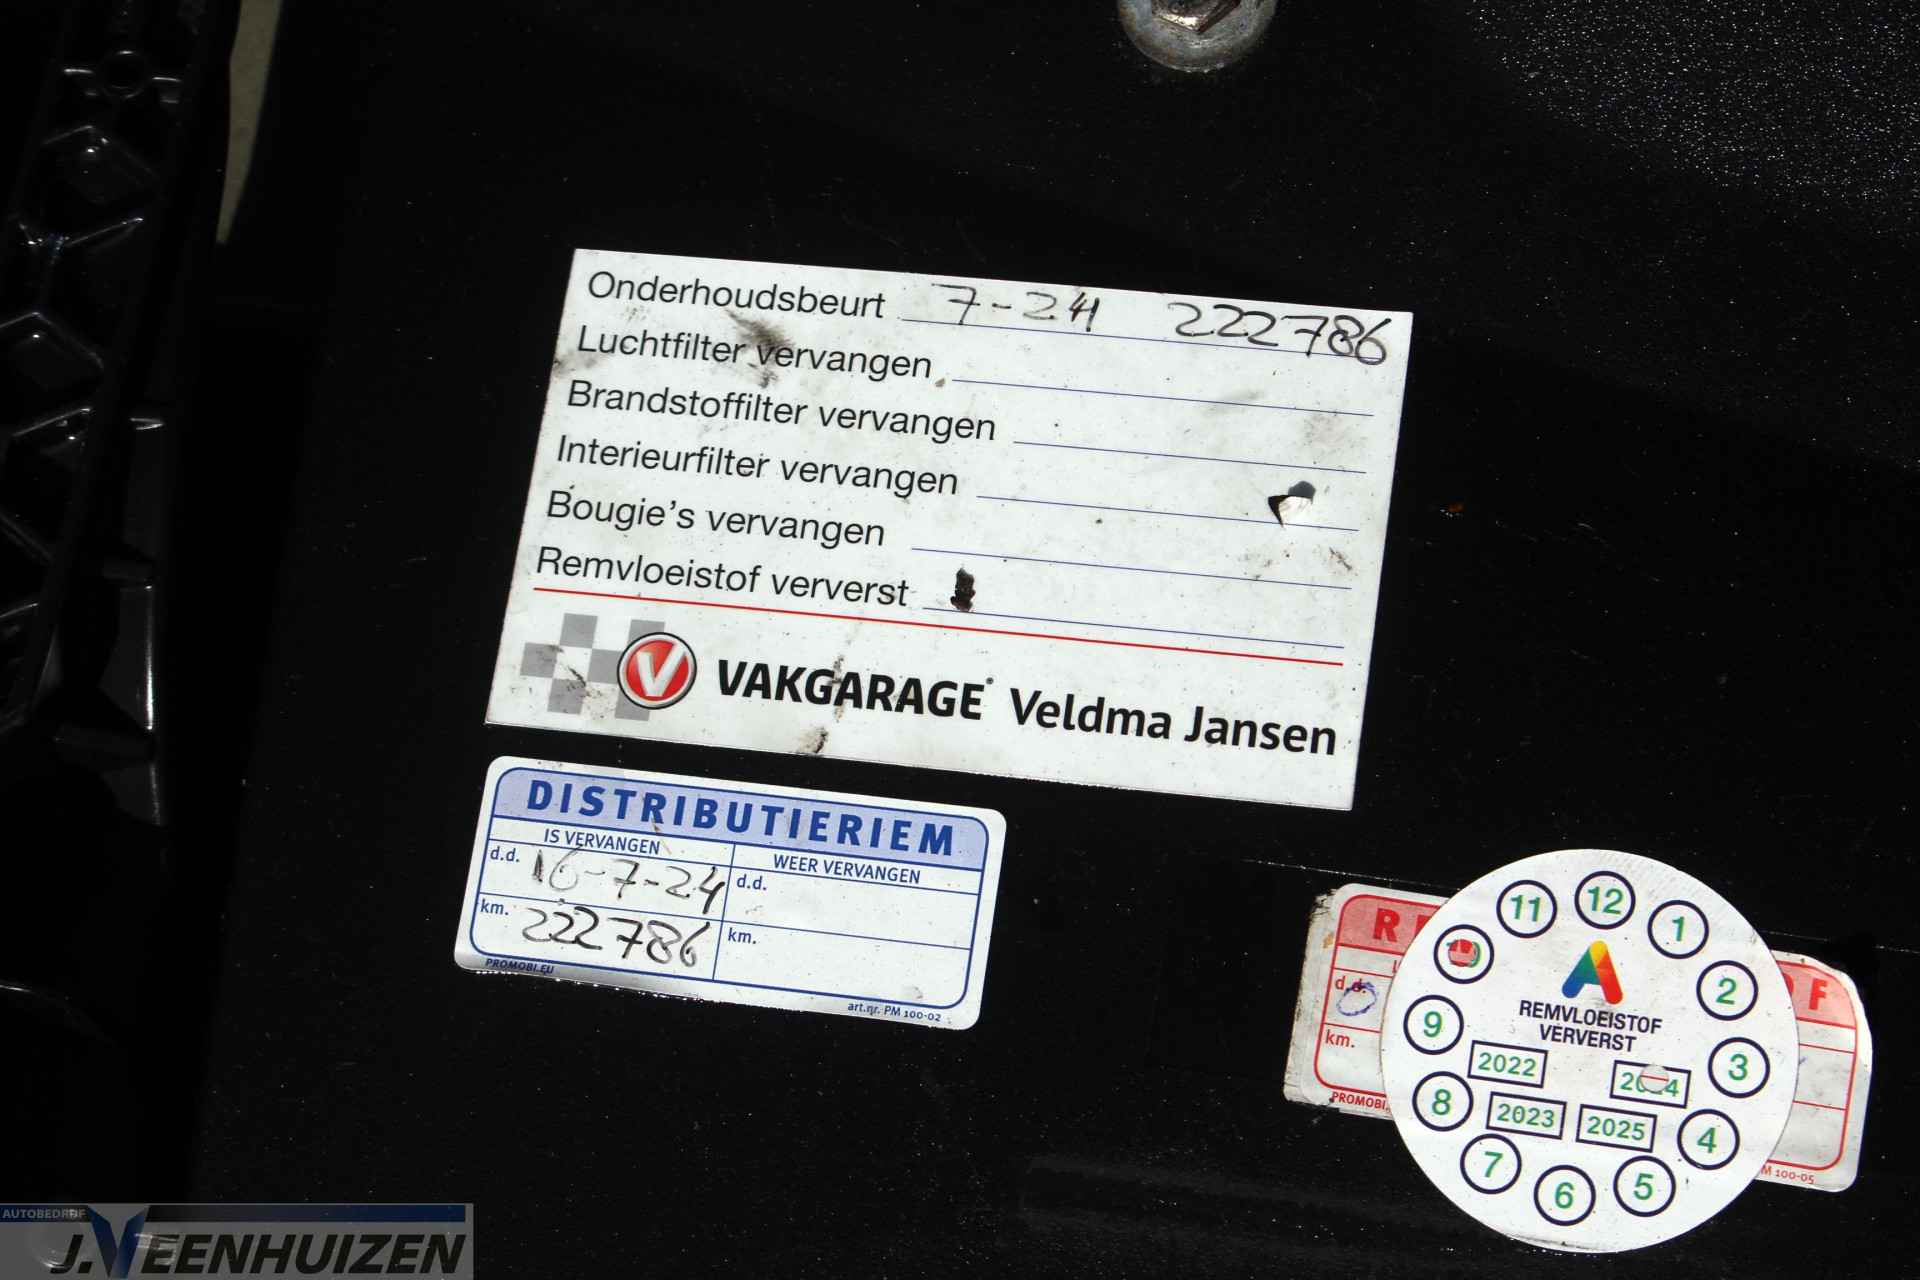 Onderhoudsbeurt 7-24 222786
Luchtfilter vervangen
Brandstoffilter vervangen
Interieurfilter vervangen
Bougie's vervangen
Remvloeistof ververst
V VAKGARAGE® Veldma Jansen
DISTRIBUTIERIEM
IS VERVANGEN WEER VERVANGEN
d.d. 16-7-24 d.d.
km. 222786 km.
PROMOBI.EU art.nr. PM 100-02
R F
d.d.
km.
PROMOBI. M 100-05
11 12 1
10 2
9 3
8 4
7 6 5
REMVLOEISTOF
VERVERST
2022 2024
2023 2025
AUTOBEDRIJF
J.VEENHUIZEN